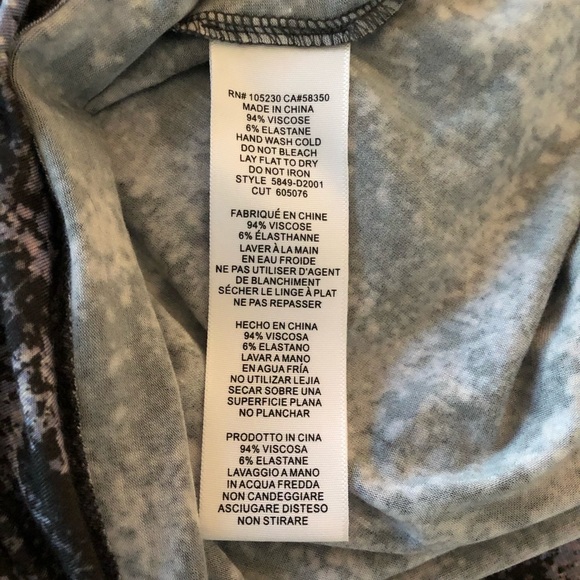 RN# 105230 CA#58350
MADE IN CHINA
94% VISCOSE
6% ELASTANE
HAND WASH COLD
DO NOT BLEACH
LAY FLAT TO DRY
DO NOT IRON
STYLE 5849-D2001
CUT 605076
FABRIQUÉ EN CHINE
94% VISCOSE
6% ÉLASTHANNE
LAVER À LA MAIN
EN EAU FROIDE
NE PAS UTILISER D'AGENT
DE BLANCHIMENT
SÉCHER LE LINGE À PLAT
NE PAS REPASSER
HECHO EN CHINA
94% VISCOSA
6% ELASTANO
LAVAR A MANO
EN AGUA FRÍA
NO UTILIZAR LEJIA
SECAR SOBRE UNA
SUPERFICIE PLANA
NO PLANCHAR
PRODOTTO IN CINA
94% VISCOSA
6% ELASTANE
LAVAGGIO A MANO
IN ACQUA FREDDA
NON CANDEGGIARE
ASCIUGARE DISTESO
NON STIRARE